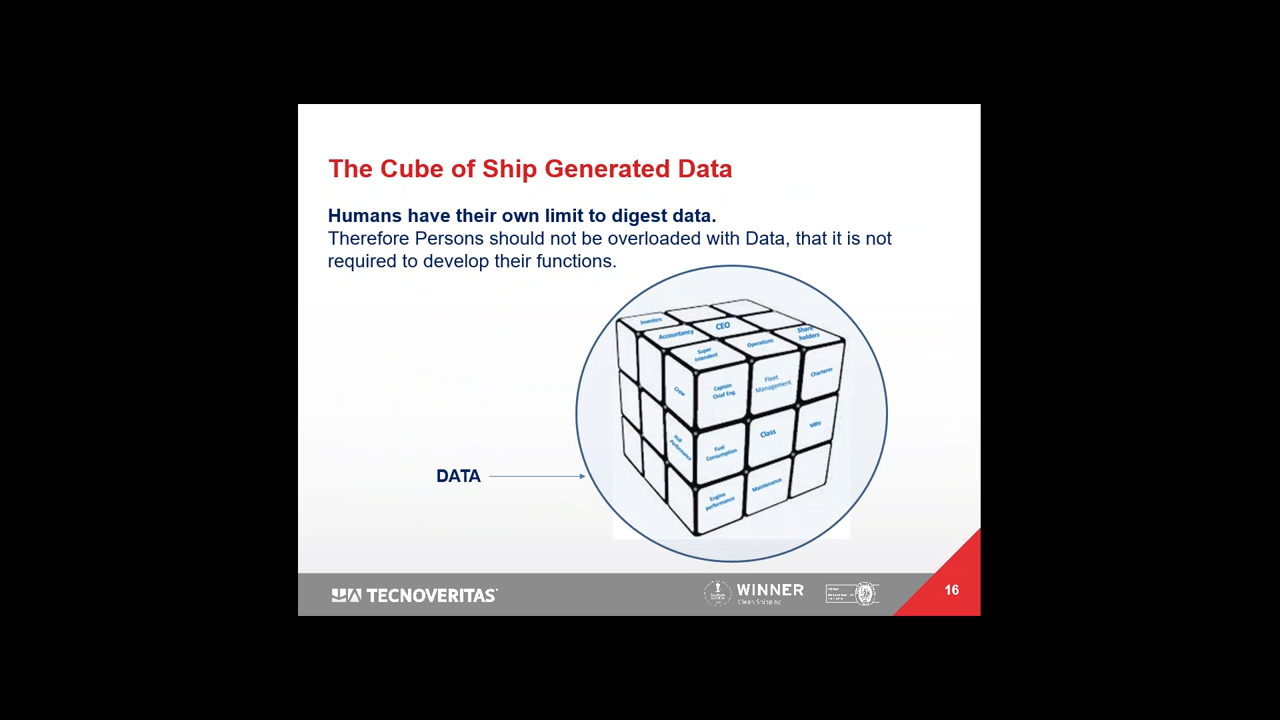 The Cube of Ship Generated Data
Humans have their own limit to digest data.
Therefore Persons should not be overloaded with Data, that it is not
required to develop their functions.
Investors
Accountancy
CEO
Super
Intendent
Operations
Share
holders
Crew
Captain
Chief Eng.
Fleet
Management
Charterer
Hull
Performance
Fuel
Consumption
Class
MRV
Engine
performance
Maintenance
DATA
TECNOVERITAS
WINNER
Clean Shipping
16